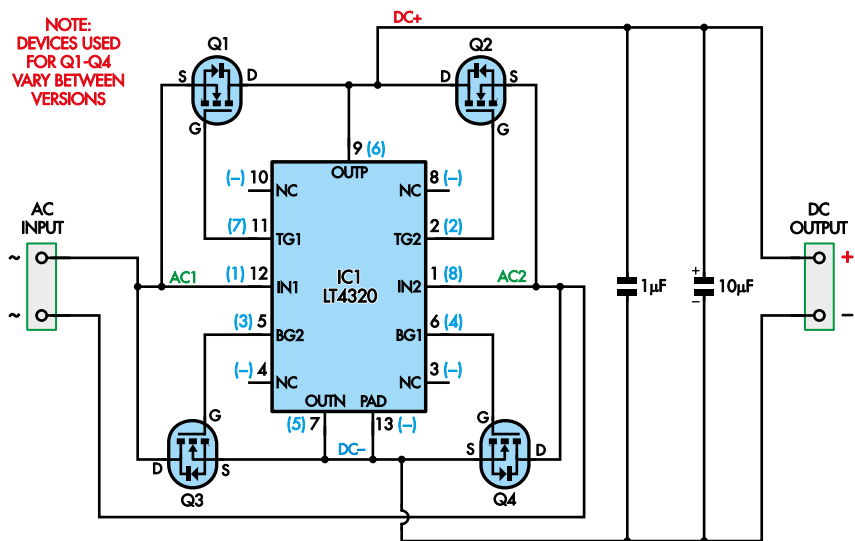 NOTE:
DEVICES USED
FOR Q1-Q4
VARY BETWEEN
VERSIONS
DC+
Q1
Q2
S
D
D
S
G
G
9 (6)
OUTP
(–) 10
NC
8 (–)
NC
AC
INPUT
DC
OUTPUT
(7) 11
TG1
2 (2)
TG2
~
+
AC1
(1) 12
IN1
IC1
LT4320
1 (8)
IN2
AC2
1µF
+
10µF
–
~
–
(3) 5
BG2
6 (4)
BG1
(–) 4
NC
3 (–)
NC
OUTN
PAD
(5) 7
13 (–)
G
G
DC–
D
S
S
D
Q3
Q4